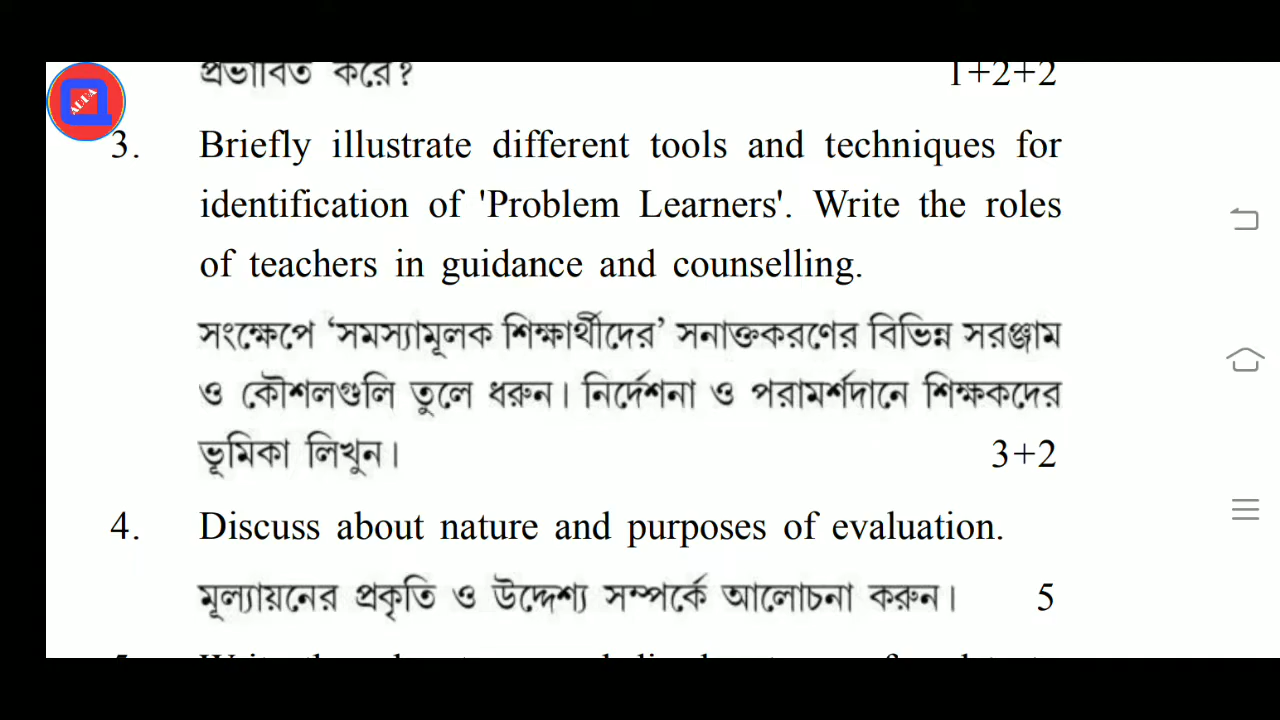 প্রভাবিত করে? 1+2+2
3. Briefly illustrate different tools and techniques for
identification of 'Problem Learners'. Write the roles
of teachers in guidance and counselling.
সংক্ষেপে ‘সমস্যামূলক শিক্ষার্থীদের’ সনাক্তকরণের বিভিন্ন সরঞ্জাম
ও কৌশলগুলি তুলে ধরুন। নির্দেশনা ও পরামর্শদানে শিক্ষকদের
ভূমিকা লিখুন। 3+2
4. Discuss about nature and purposes of evaluation.
মূল্যায়নের প্রকৃতি ও উদ্দেশ্য সম্পর্কে আলোচনা করুন। 5